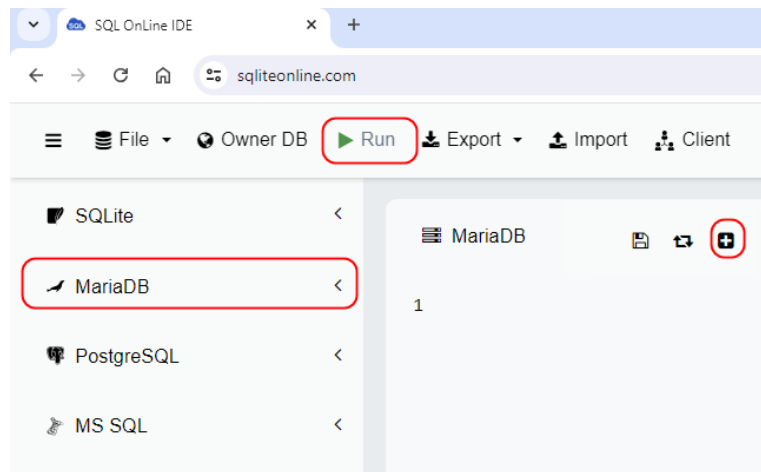 SQL OnLine IDE
sqliteonline.com
File Owner DB Run Export Import Client
SQLite
MariaDB
1
MariaDB
PostgreSQL
MS SQL